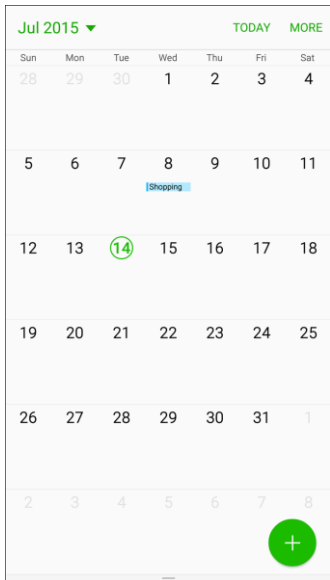 Jul 2015 TODAY MORE
Sun Mon Tue Wed Thu Fri Sat
28 29 30 1 2 3 4
5 6 7 8 9 10 11
Shopping
12 13 14 15 16 17 18
19 20 21 22 23 24 25
26 27 28 29 30 31 1
2 3 4 5 6 7 8